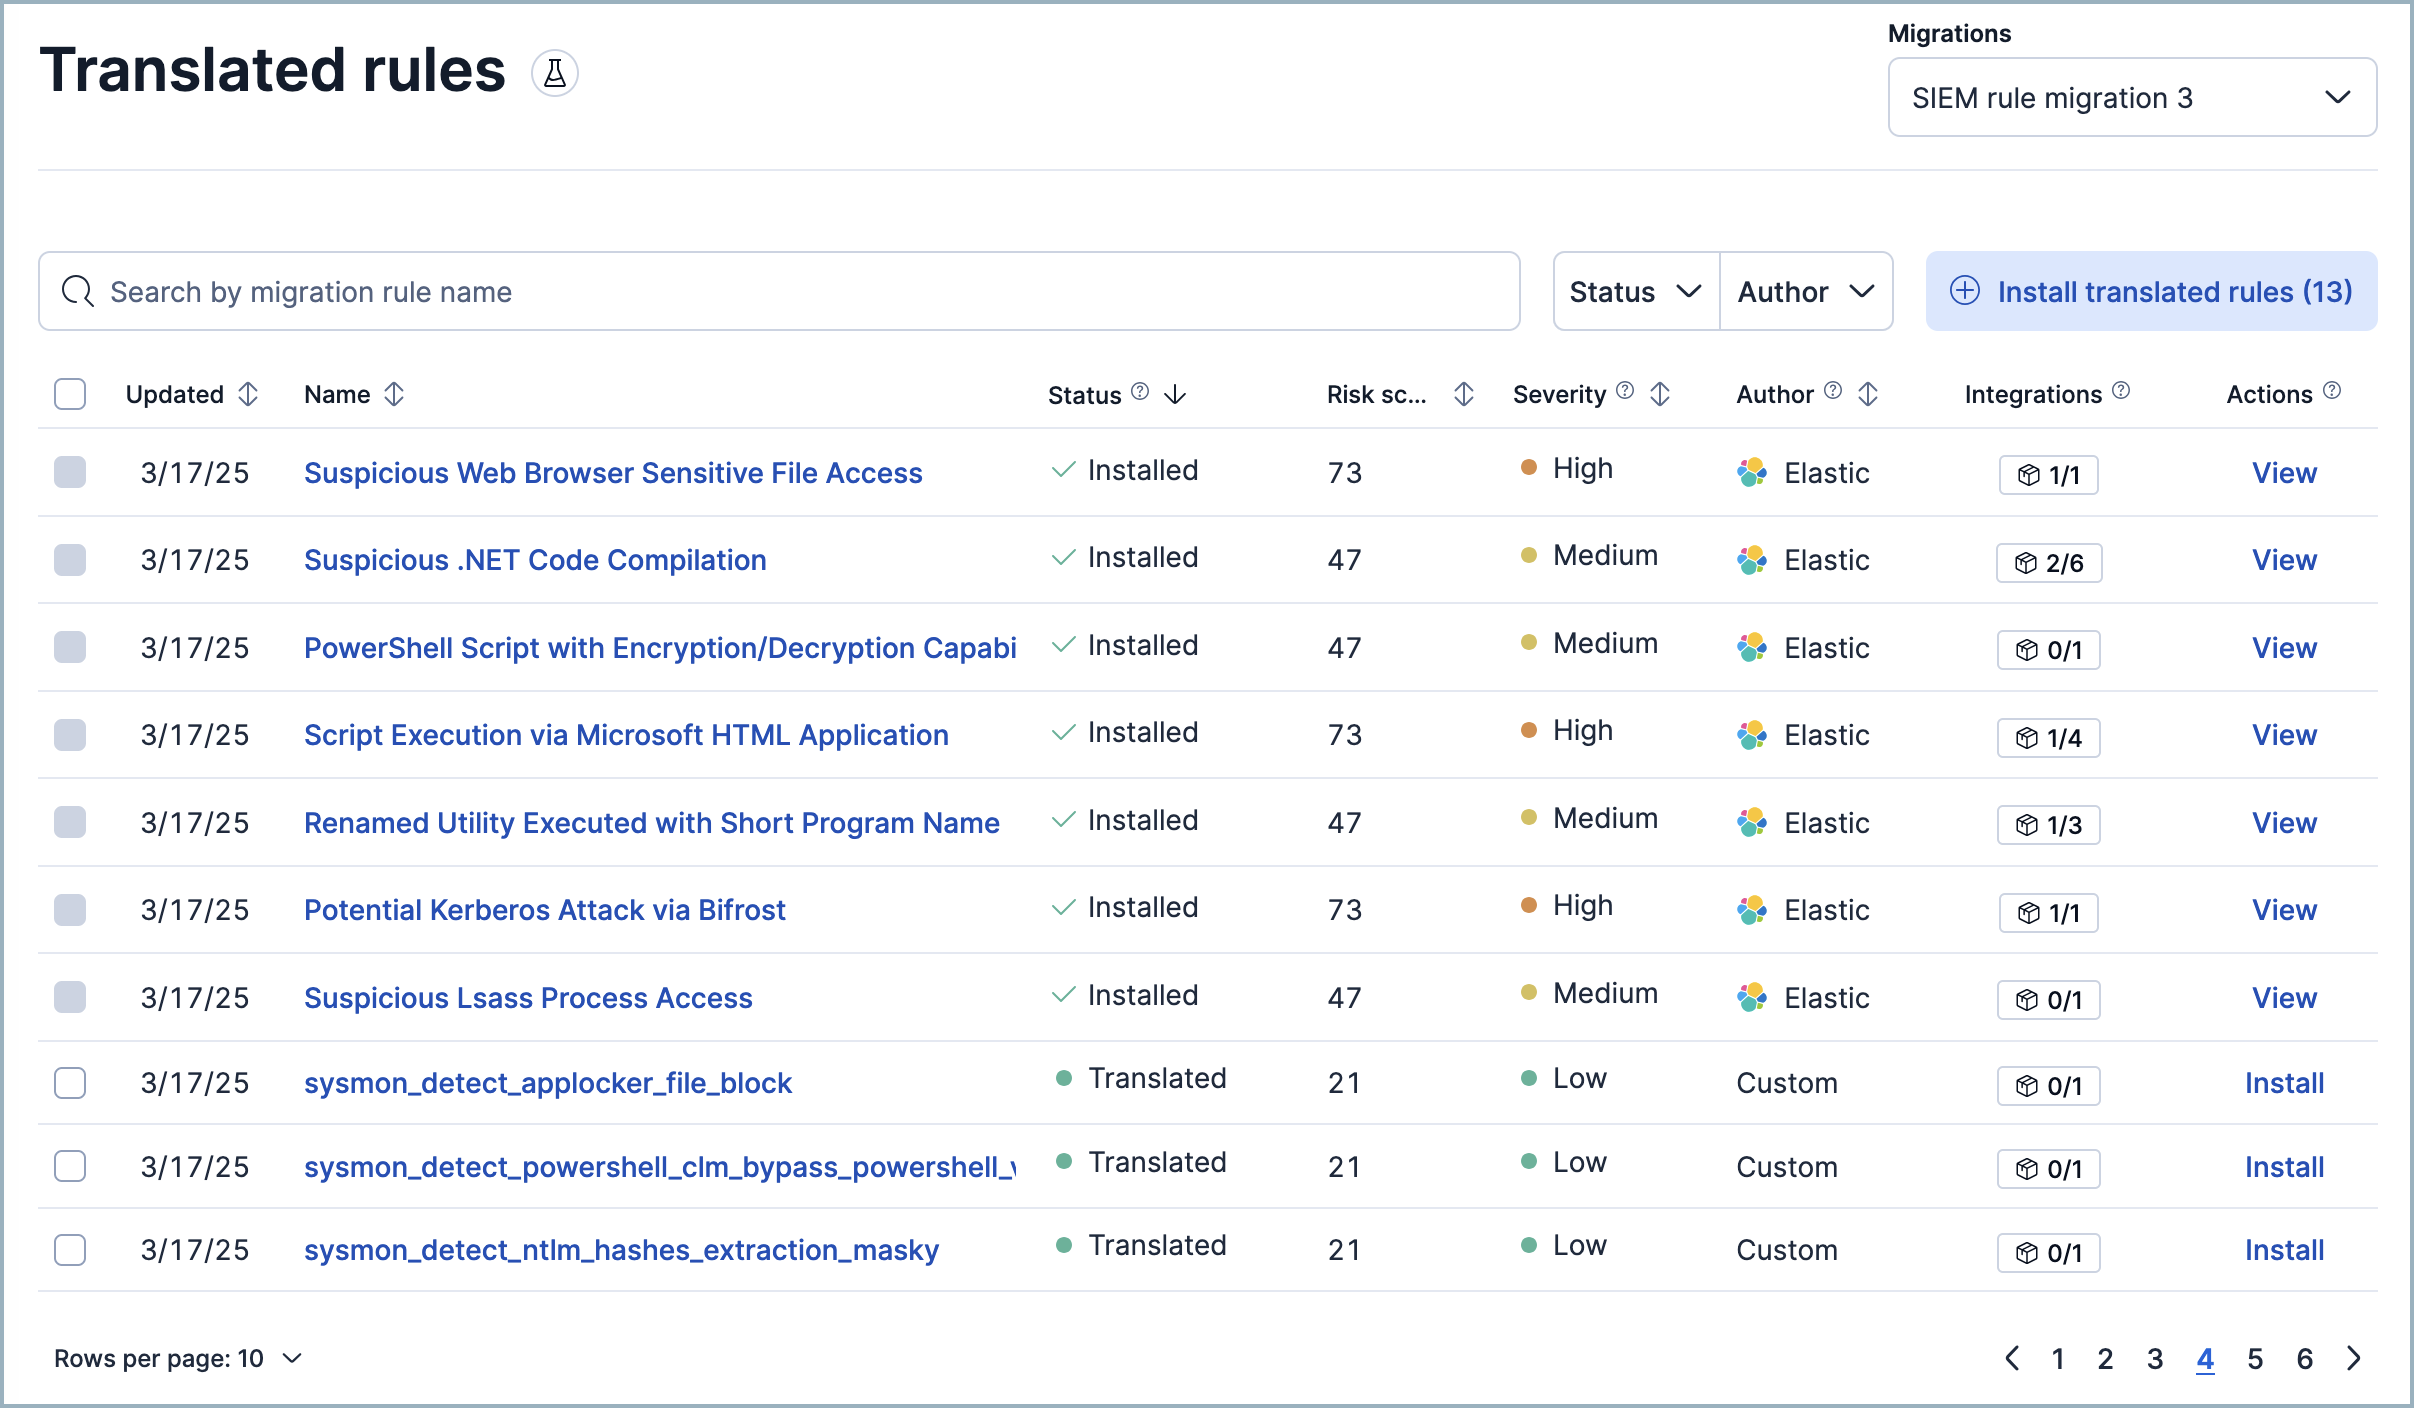 Migrations
Translated rules
SIEM rule migration 3
Search by migration rule name
Status
Author
Install translated rules (13)
Updated Name Status Risk sc... Severity Author Integrations Actions
3/17/25 Suspicious Web Browser Sensitive File Access Installed 73 High Elastic 1/1 View
3/17/25 Suspicious .NET Code Compilation Installed 47 Medium Elastic 2/6 View
3/17/25 PowerShell Script with Encryption/Decryption Capabi Installed 47 Medium Elastic 0/1 View
3/17/25 Script Execution via Microsoft HTML Application Installed 73 High Elastic 1/4 View
3/17/25 Renamed Utility Executed with Short Program Name Installed 47 Medium Elastic 1/3 View
3/17/25 Potential Kerberos Attack via Bifrost Installed 73 High Elastic 1/1 View
3/17/25 Suspicious Lsass Process Access Installed 47 Medium Elastic 0/1 View
3/17/25 sysmon_detect_applocker_file_block Translated 21 Low Custom 0/1 Install
3/17/25 sysmon_detect_powershell_clm_bypass_powershell_v Translated 21 Low Custom 0/1 Install
3/17/25 sysmon_detect_ntlm_hashes_extraction_masky Translated 21 Low Custom 0/1 Install
Rows per page: 10
1 2 3 4 5 6